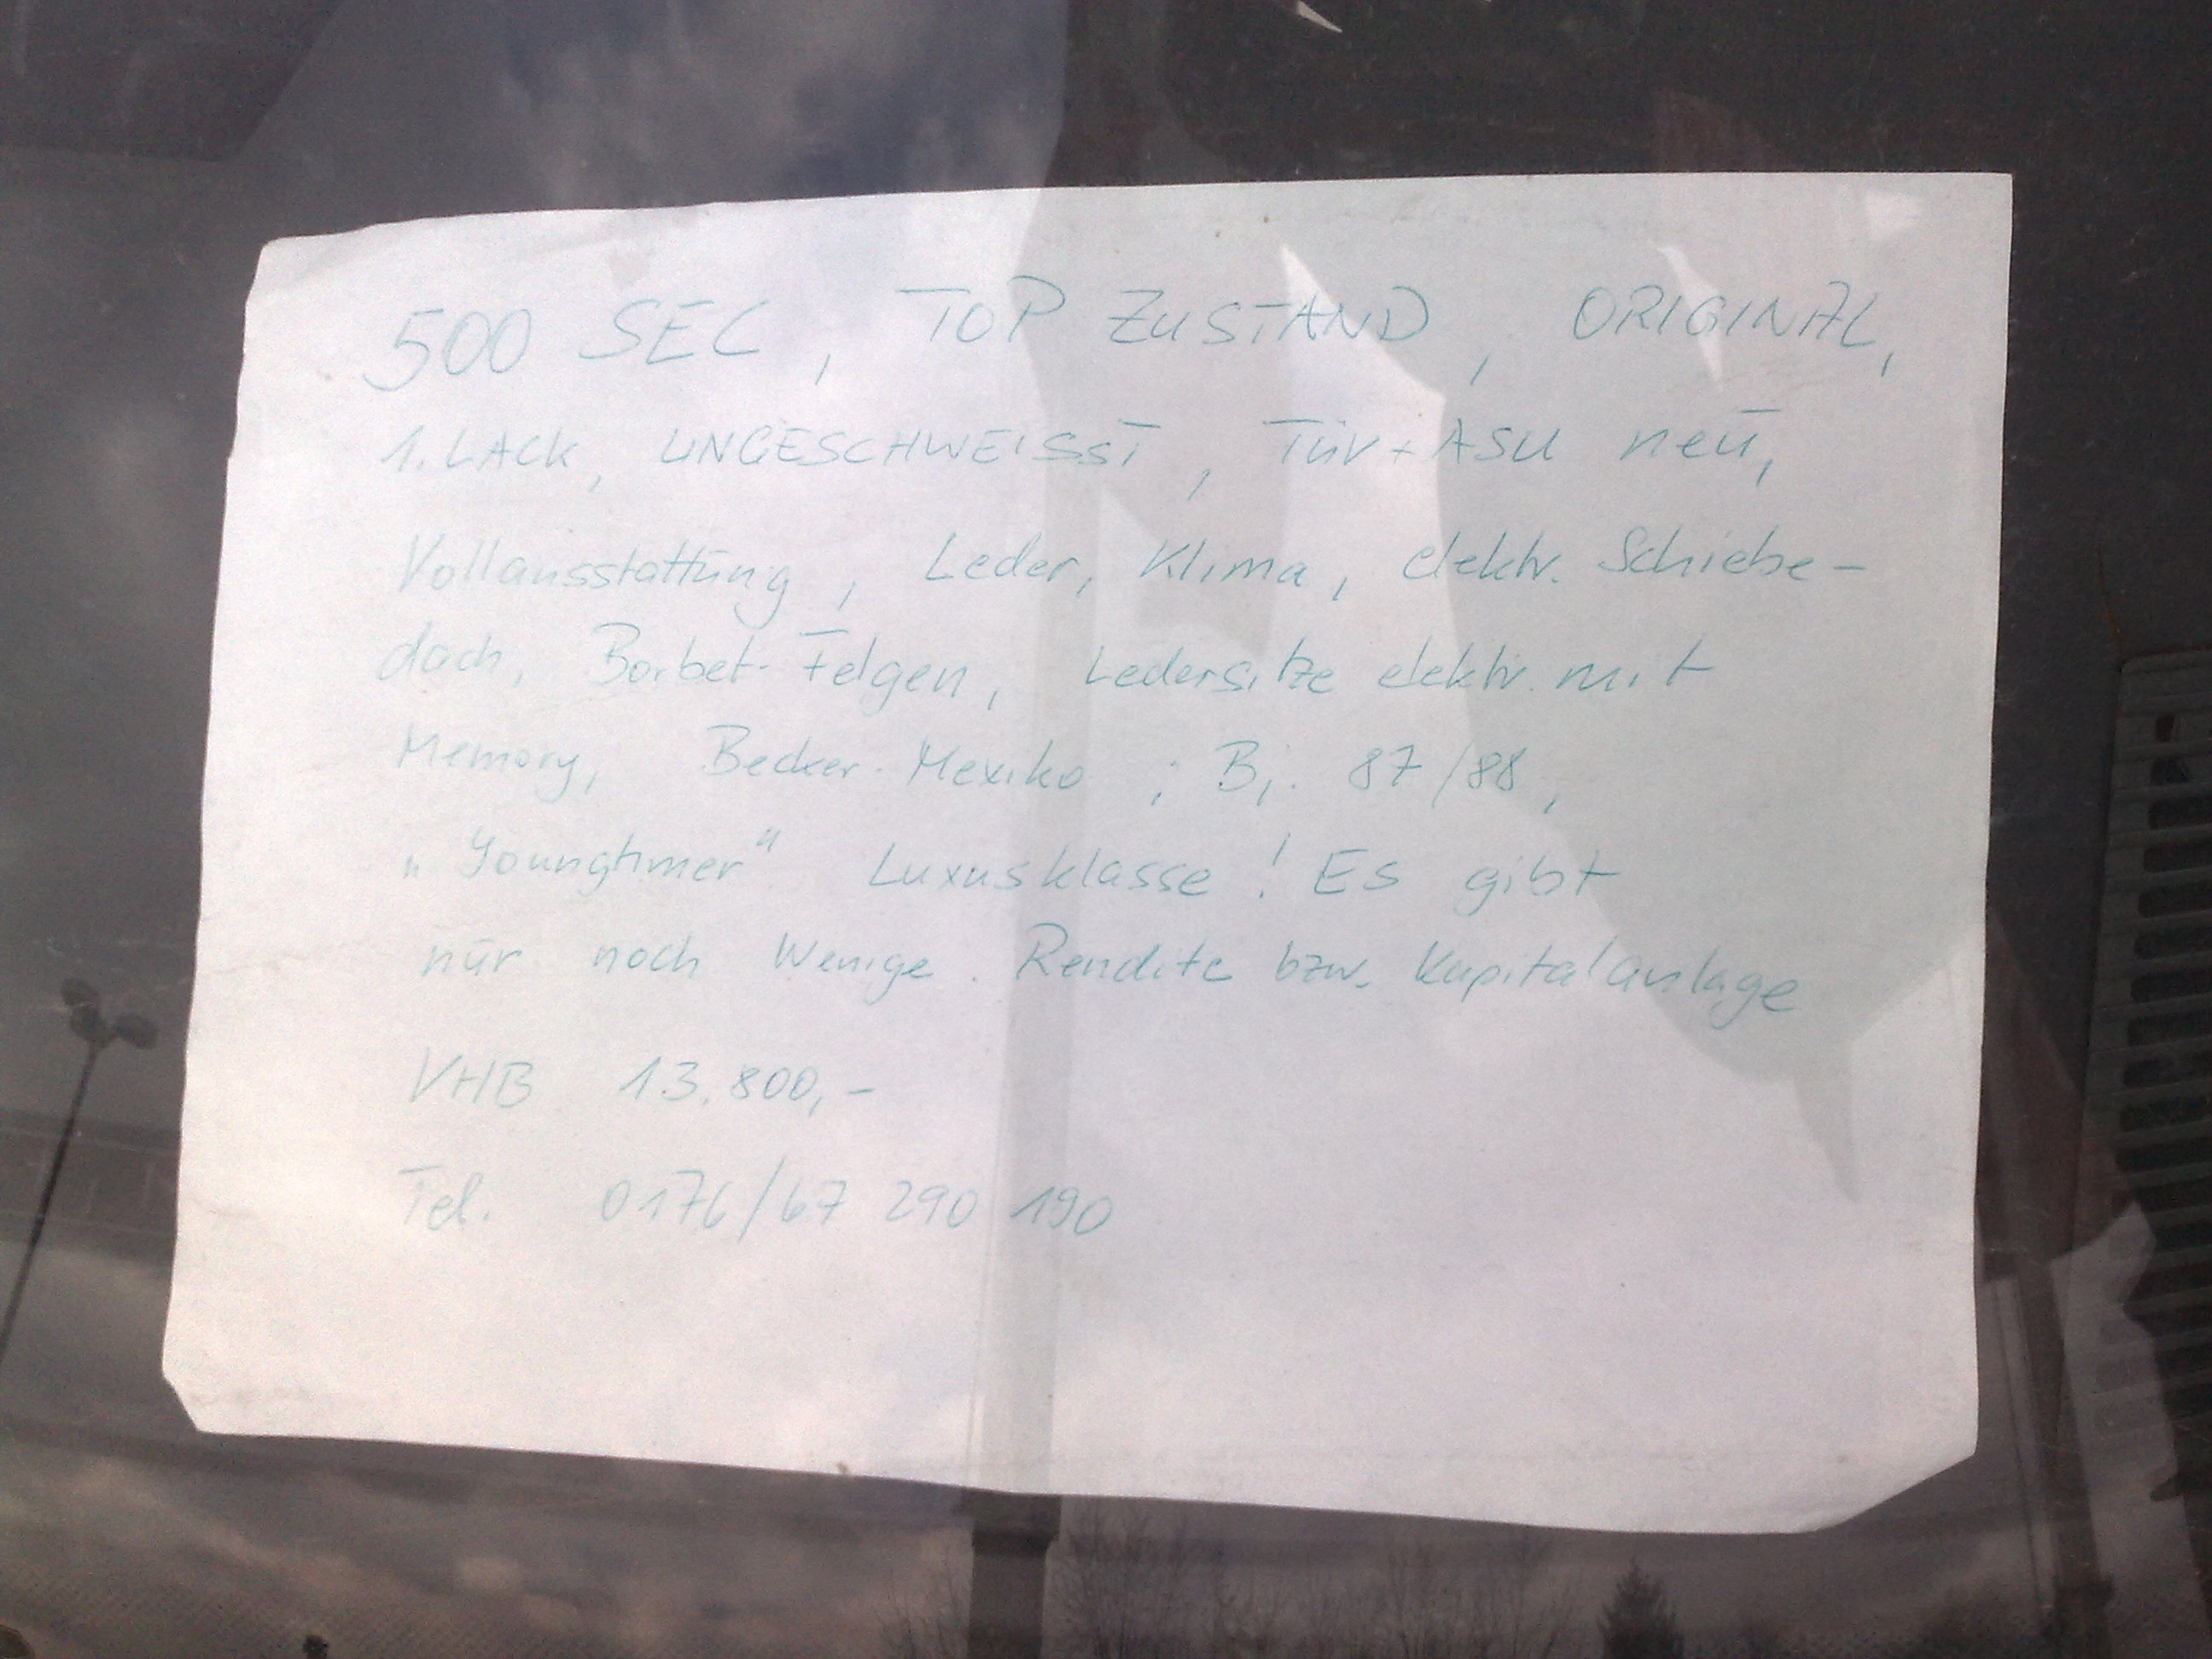 500 SEC, TOP ZUSTAND, ORIGINAL,
1. LACK, UNGESCHWEISST, TÜV + ASU neu,
Vollausstattung, Leder, Klima, elektr. Schiebe-
dach, Borbet-Felgen, Ledersitze elektr. mit
Memory, Becker-Mexiko; Bj. 87/88,
„Youngtimer" Luxusklasse! Es gibt
nur noch Wenige. Rendite bzw. Kapitalanlage
VHB 13.800,-
Tel. 0176/67 290 190